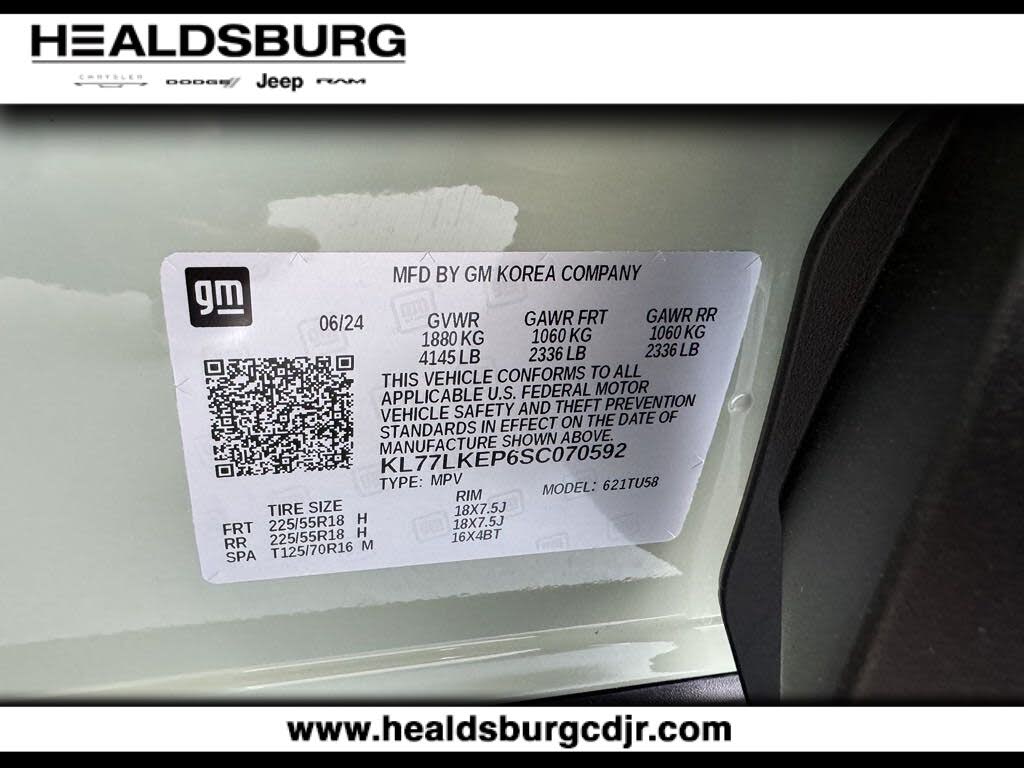 HEALDSBURG
CHRYSLER DODGE Jeep RAM
gm
MFD BY GM KOREA COMPANY
06/24 GVWR GAWR FRT GAWR RR
1880 KG 1060 KG 1060 KG
4145 LB 2336 LB 2336 LB
THIS VEHICLE CONFORMS TO ALL
APPLICABLE U.S. FEDERAL MOTOR
VEHICLE SAFETY AND THEFT PREVENTION
STANDARDS IN EFFECT ON THE DATE OF
MANUFACTURE SHOWN ABOVE.
KL77LKEP6SC070592
TYPE: MPV MODEL: 621TU58
TIRE SIZE RIM
FRT 225/55R18 H 18X7.5J
RR 225/55R18 H 18X7.5J
SPA T125/70R16 M 16X4BT
www.healdsburgcdjr.com